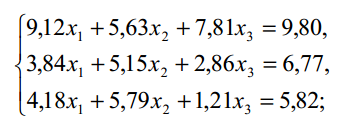 9,12x₁ + 5,63x₂ + 7,81x₃ = 9,80,
3,84x₁ + 5,15x₂ + 2,86x₃ = 6,77,
4,18x₁ + 5,79x₂ + 1,21x₃ = 5,82;